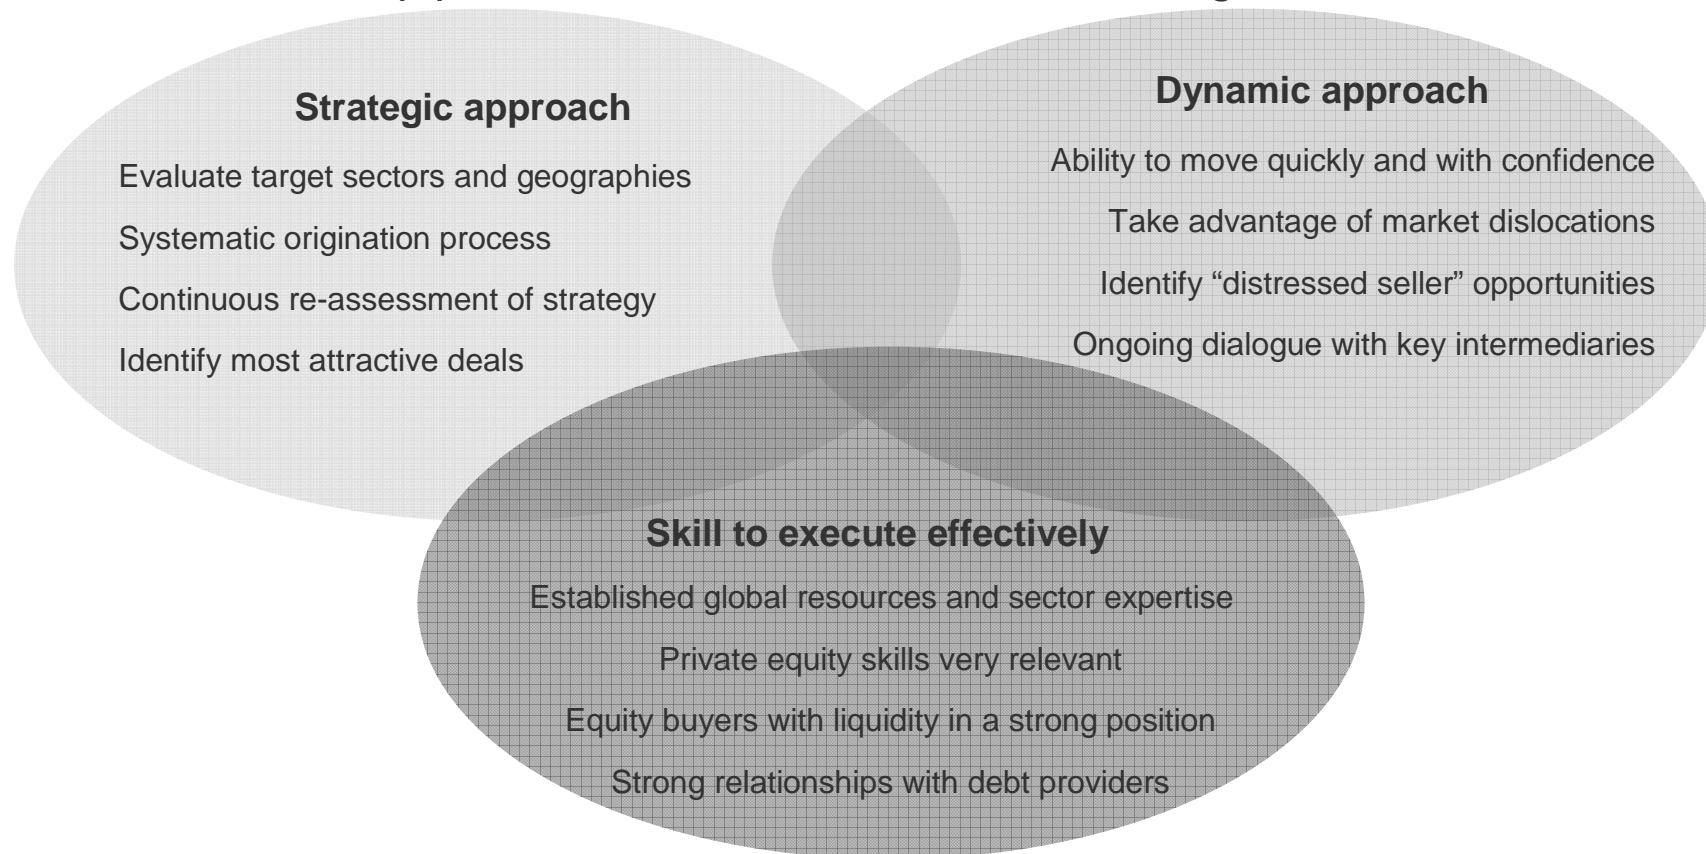 Strategic approach
Evaluate target sectors and geographies
Systematic origination process
Continuous re-assessment of strategy
Identify most attractive deals
Dynamic approach
Ability to move quickly and with confidence
Take advantage of market dislocations
Identify “distressed seller” opportunities
Ongoing dialogue with key intermediaries
Skill to execute effectively
Established global resources and sector expertise
Private equity skills very relevant
Equity buyers with liquidity in a strong position
Strong relationships with debt providers